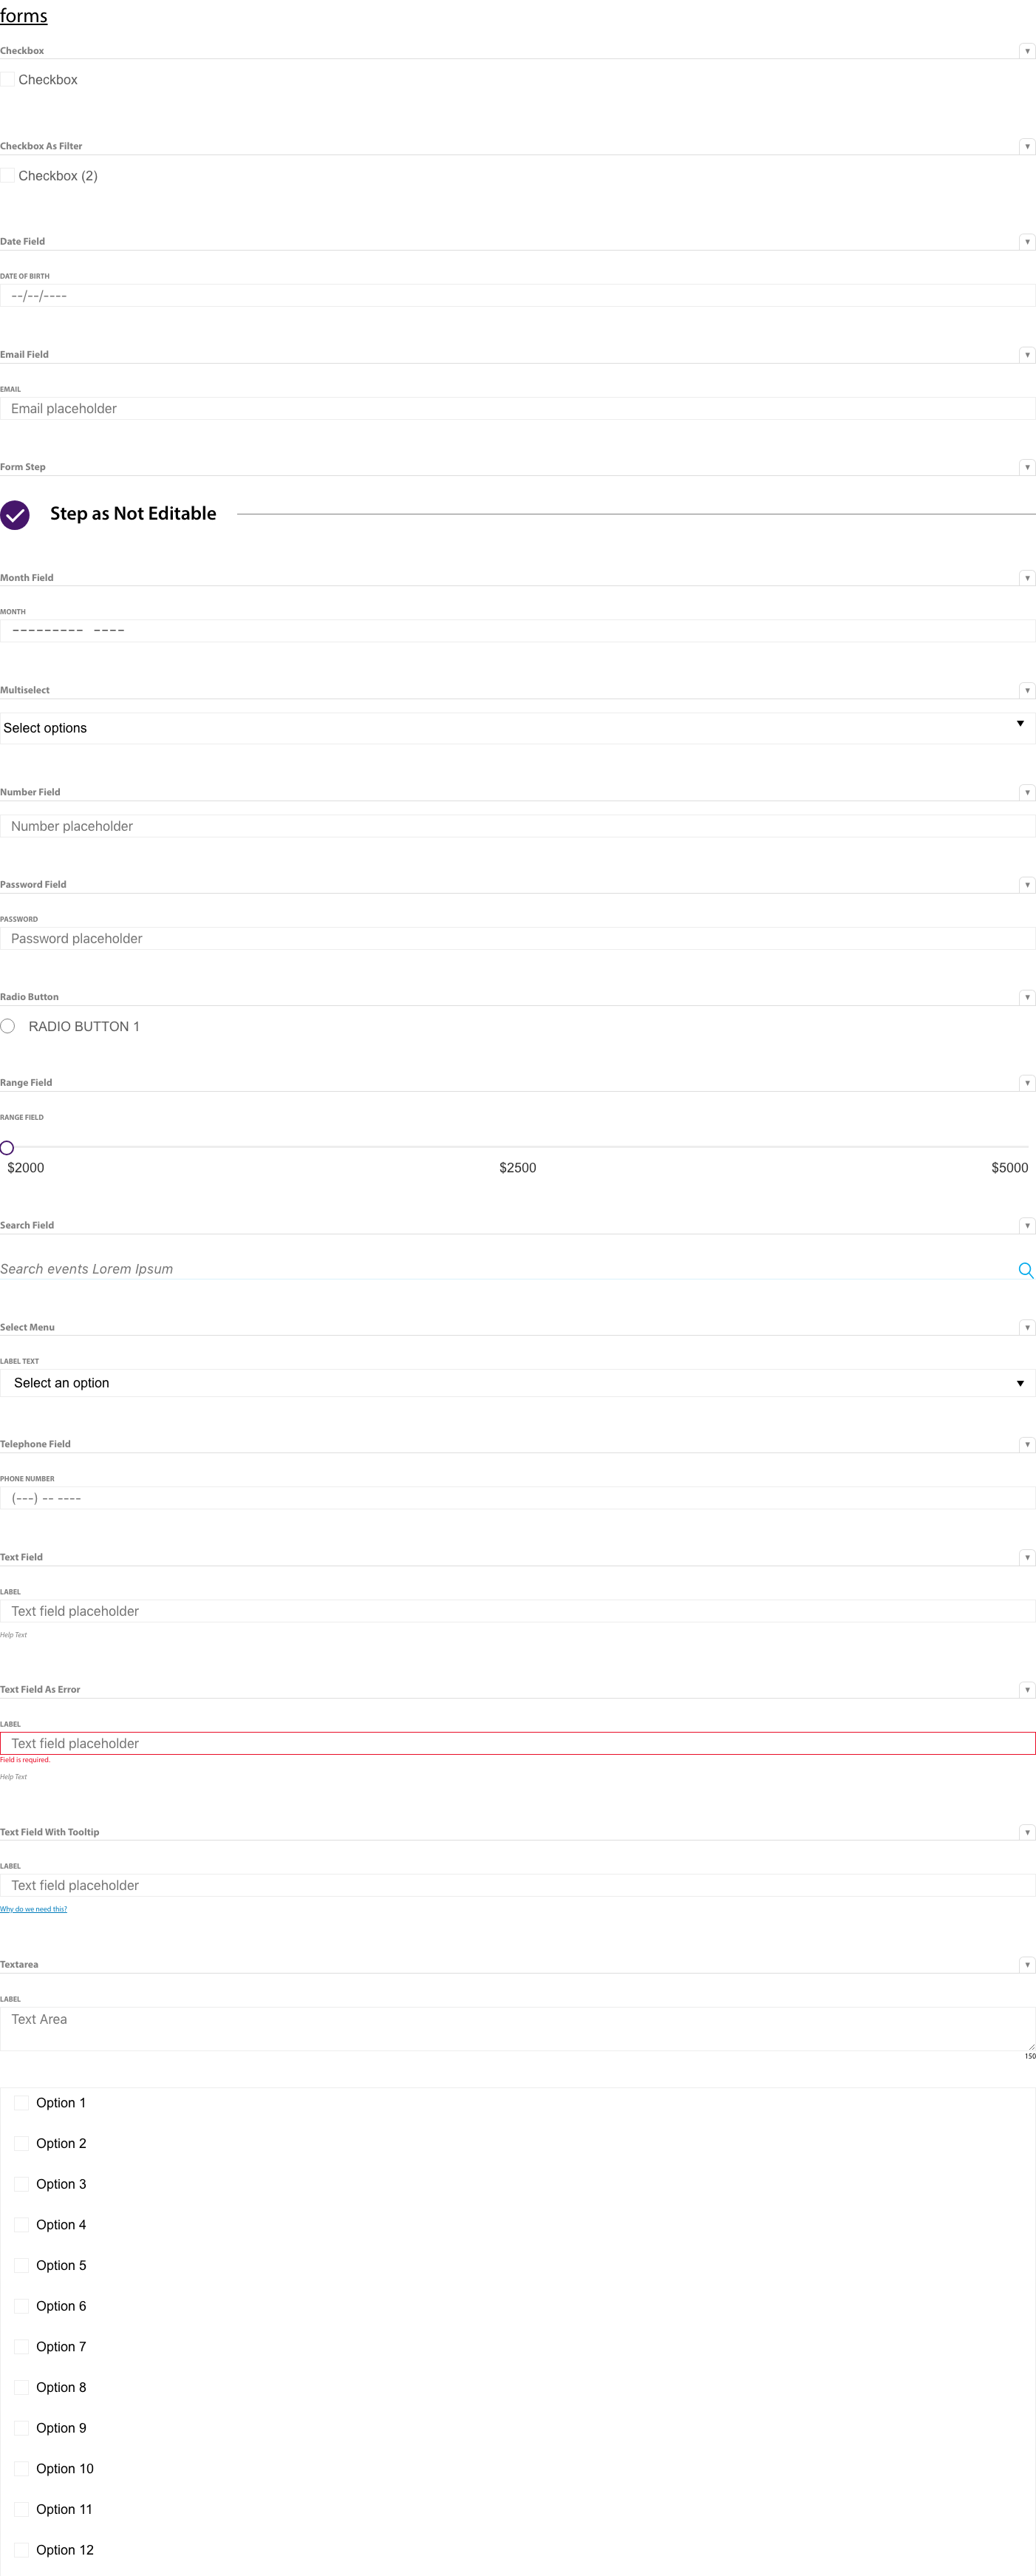 forms
Checkbox
Checkbox
Checkbox As Filter
Checkbox (2)
Date Field
DATE OF BIRTH
--/--/----
Email Field
EMAIL
Email placeholder
Form Step
Step as Not Editable
Month Field
MONTH
--------- ----
Multiselect
Select options
Number Field
Number placeholder
Password Field
PASSWORD
Password placeholder
Radio Button
RADIO BUTTON 1
Range Field
RANGE FIELD
$2000 $2500 $5000
Search Field
Search events Lorem Ipsum
Select Menu
LABEL TEXT
Select an option
Telephone Field
PHONE NUMBER
(---) -- ----
Text Field
LABEL
Text field placeholder
Help Text
Text Field As Error
LABEL
Text field placeholder
Field is required.
Help Text
Text Field With Tooltip
LABEL
Text field placeholder
Why do we need this?
Textarea
LABEL
Text Area
150
Option 1
Option 2
Option 3
Option 4
Option 5
Option 6
Option 7
Option 8
Option 9
Option 10
Option 11
Option 12